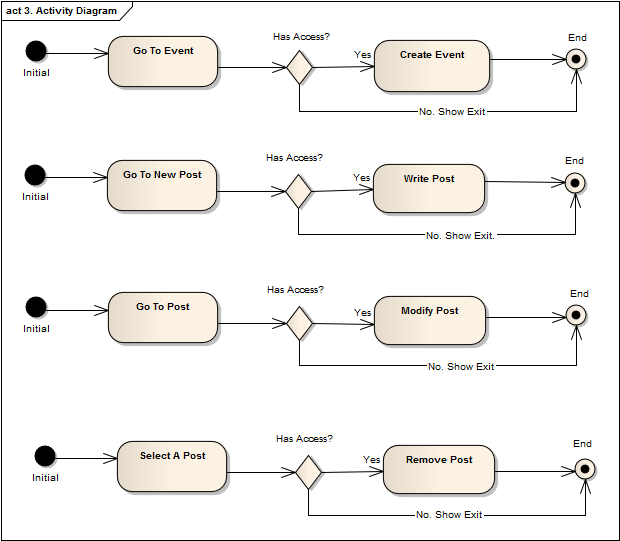 act 3. Activity Diagram
Has Access?
End
Go To Event
Yes
Create Event
Initial
No. Show Exit
Has Access?
End
Go To New Post
Yes
Write Post
Initial
No. Show Exit.
Has Access?
End
Go To Post
Yes
Modify Post
Initial
No. Show Exit
Has Access?
End
Select A Post
Yes
Remove Post
Initial
No. Show Exit